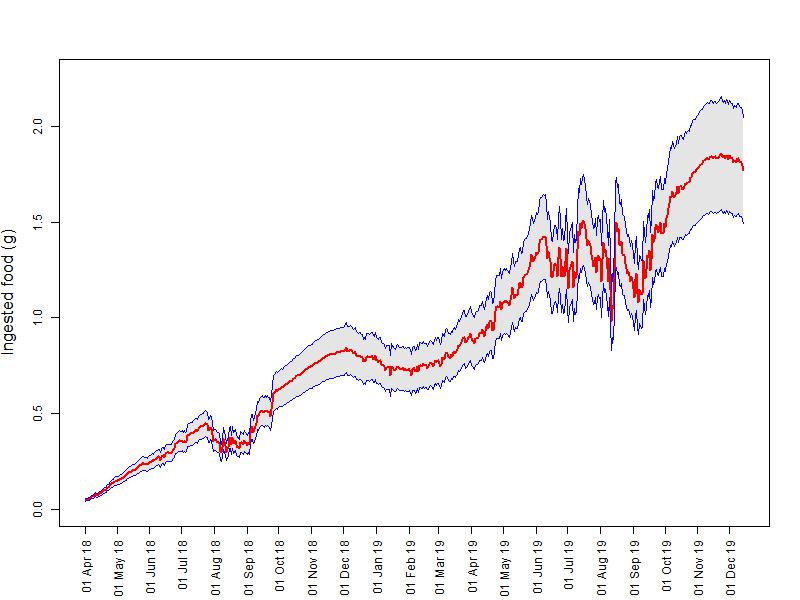 Ingested food (g)
2.0
1.5
1.0
0.5
0.0
01 Apr 18
01 May 18
01 Jun 18
01 Jul 18
01 Aug 18
01 Sep 18
01 Oct 18
01 Nov 18
01 Dec 18
01 Jan 19
01 Feb 19
01 Mar 19
01 Apr 19
01 May 19
01 Jun 19
01 Jul 19
01 Aug 19
01 Sep 19
01 Oct 19
01 Nov 19
01 Dec 19